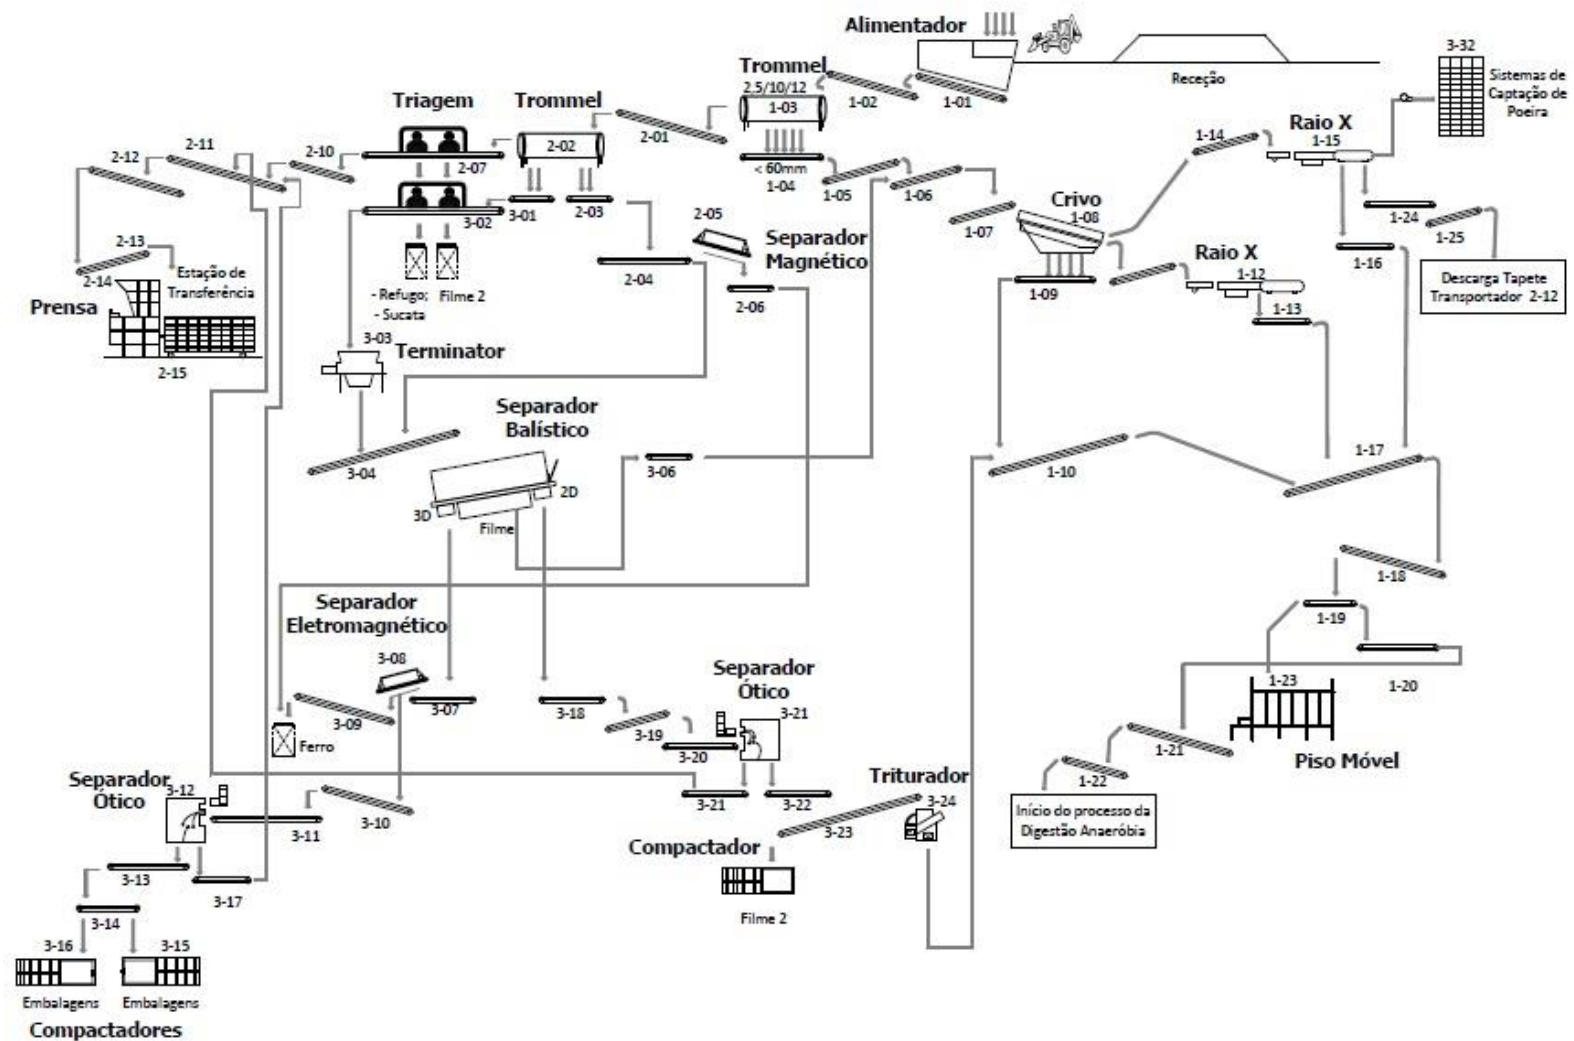 Alimentador
3-32
Receção
Sistemas de
Captação de
Poeira
Trommel
2.5/10/12
1-03
1-02
1-01
Triagem
Trommel
2-01
2-02
2-07
< 60mm
1-04
1-05
1-06
1-07
1-14
Raio X
1-15
1-24
1-25
1-16
Descarga Tapete
Transportador 2-12
Crivo
1-08
1-09
Raio X
1-12
1-13
2-12
2-11
2-10
3-02
3-01
2-03
2-05
Separador
Magnético
2-04
2-06
2-13
2-14
Estação de
Transferência
Prensa
2-15
- Refugo;
- Sucata
Filme 2
3-03
Terminator
3-04
Separador
Balístico
2D
3D
Filme
3-06
1-10
1-17
1-18
1-19
1-20
1-23
Piso Móvel
1-21
1-22
Início do processo da
Digestão Anaeróbia
Separador
Eletromagnético
3-08
3-09
3-07
Ferro
3-18
3-19
3-20
Separador
Ótico
3-21
3-21
3-22
3-23
Triturador
3-24
Compactador
Filme 2
Separador
Ótico
3-12
3-11
3-10
3-13
3-17
3-14
3-16
3-15
Embalagens
Embalagens
Compactadores